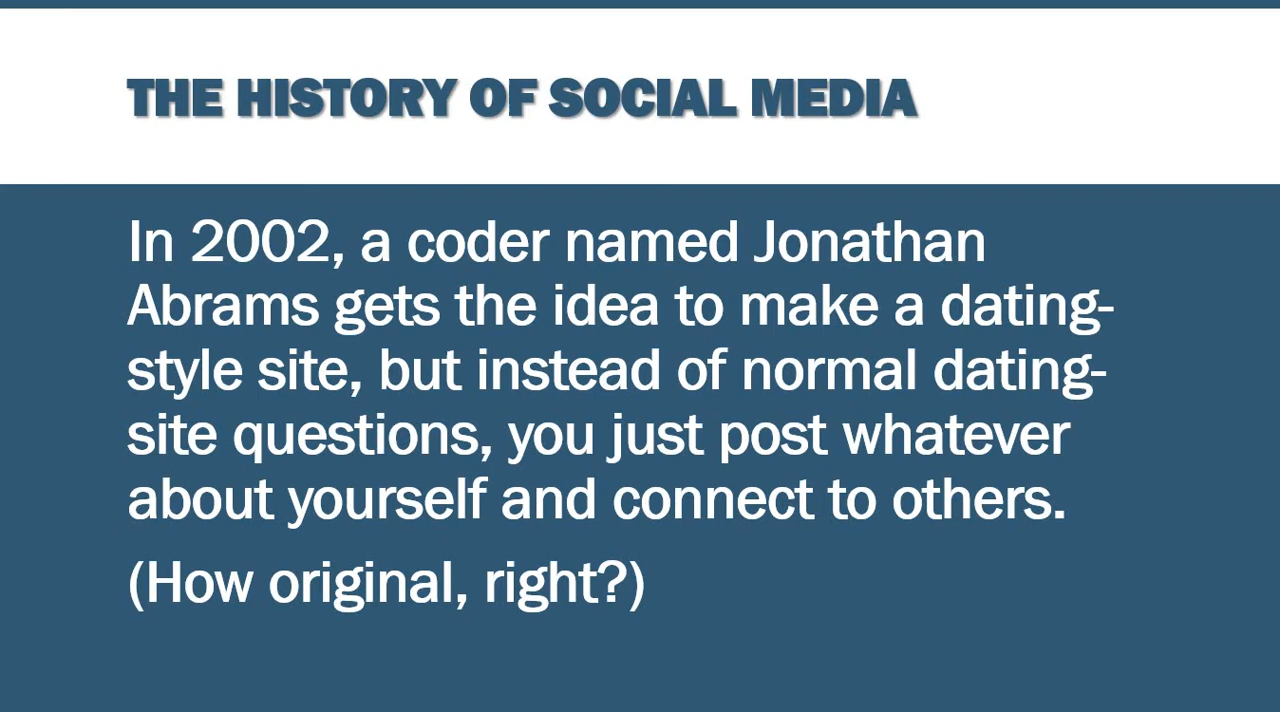 THE HISTORY OF SOCIAL MEDIA
In 2002, a coder named Jonathan
Abrams gets the idea to make a dating-
style site, but instead of normal dating-
site questions, you just post whatever
about yourself and connect to others.
(How original, right?)